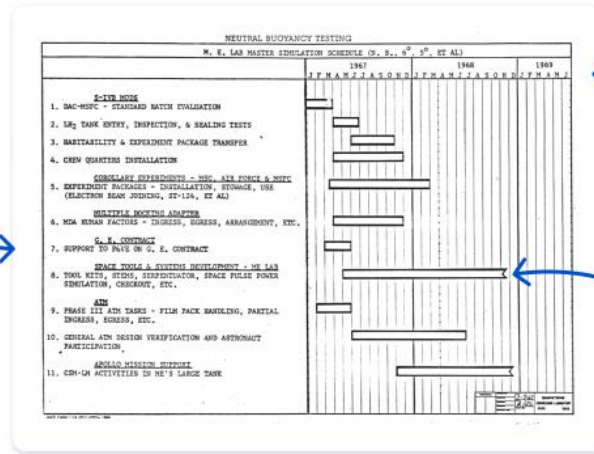 NEUTRAL BUOYANCY TESTING
M. E. LAB MASTER SIMULATION SCHEDULE (N. B., 6°, 5°, ET AL)
1967 1968 1969
J F M A M J J A S O N D J F M A M J J A S O N D J F M A M J
S-IVB MODE
1. DAC-MSFC - STANDARD HATCH EVALUATION
2. LH2 TANK ENTRY, INSPECTION, & SEALING TESTS
3. HABITABILITY & EXPERIMENT PACKAGE TRANSFER
4. CREW QUARTERS INSTALLATION
COROLLARY EXPERIMENTS - MSC, AIR FORCE & MSFC
5. EXPERIMENT PACKAGES - INSTALLATION, STOWAGE, USE
(ELECTRON BEAM JOINING, ST-124, ET AL)
MULTIPLE DOCKING ADAPTER
6. MDA HUMAN FACTORS - INGRESS, EGRESS, ARRANGEMENT, ETC.
G. E. CONTRACT
7. SUPPORT TO P&VE ON G. E. CONTRACT
SPACE TOOLS & SYSTEMS DEVELOPMENT - ME LAB
8. TOOL KITS, STEMS, SERPENTUATOR, SPACE PULSE POWER
SIMULATION, CHECKOUT, ETC.
ATM
9. PHASE III ATM TASKS - FILM PACK HANDLING, PARTIAL
INGRESS, EGRESS, ETC.
10. GENERAL ATM DESIGN VERIFICATION AND ASTRONAUT
PARTICIPATION
APOLLO MISSION SUPPORT
11. CSM-LM ACTIVITIES IN ME'S LARGE TANK